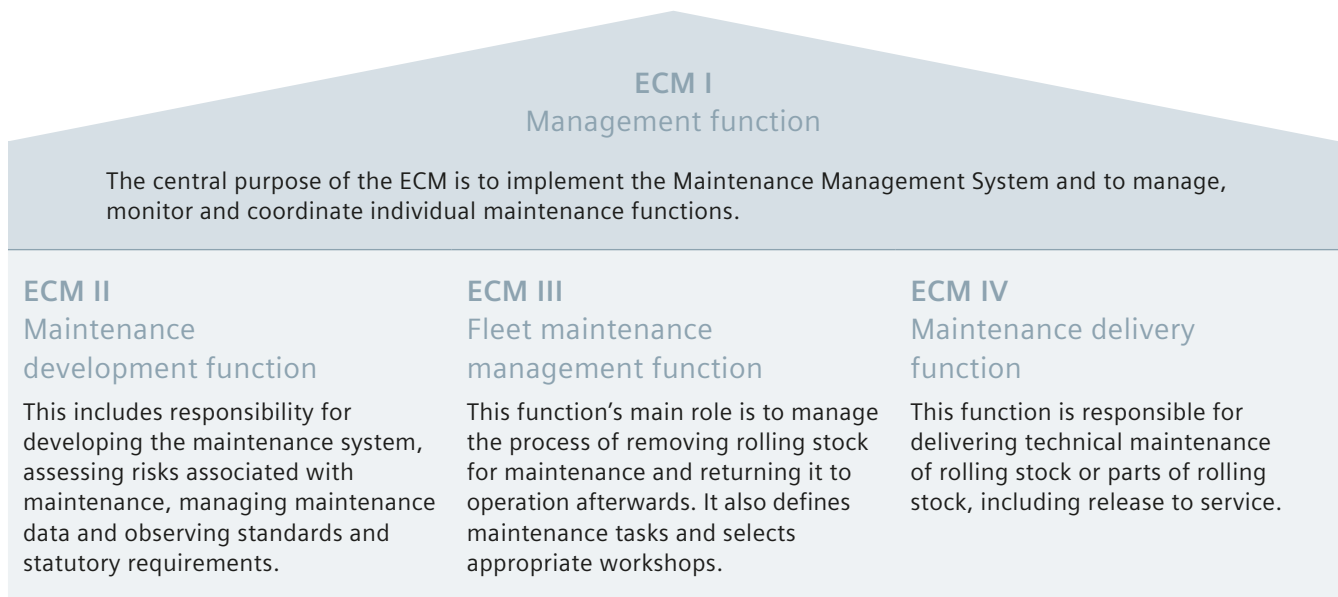 ECM I
Management function
The central purpose of the ECM is to implement the Maintenance Management System and to manage,
monitor and coordinate individual maintenance functions.
ECM II
Maintenance
development function
This includes responsibility for
developing the maintenance system,
assessing risks associated with
maintenance, managing maintenance
data and observing standards and
statutory requirements.
ECM III
Fleet maintenance
management function
This function’s main role is to manage
the process of removing rolling stock
for maintenance and returning it to
operation afterwards. It also defines
maintenance tasks and selects
appropriate workshops.
ECM IV
Maintenance delivery
function
This function is responsible for
delivering technical maintenance
of rolling stock or parts of rolling
stock, including release to service.